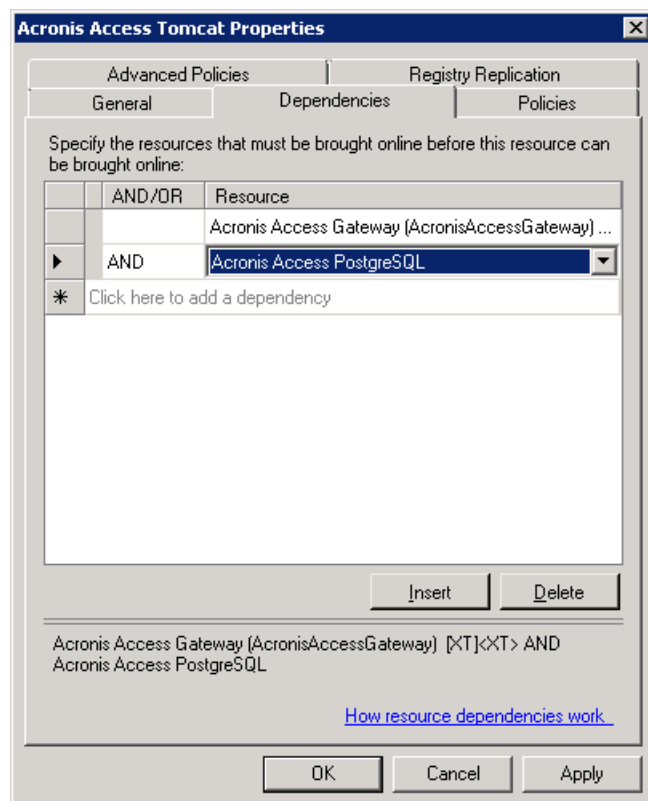 Acronis Access Tomcat Properties
Advanced Policies Registry Replication
General Dependencies Policies
Specify the resources that must be brought online before this resource can
be brought online:
AND/OR Resource
Acronis Access Gateway (AcronisAccessGateway) ...
AND Acronis Access PostgreSQL
Click here to add a dependency
Insert Delete
Acronis Access Gateway (AcronisAccessGateway) [XT]<XT> AND
Acronis Access PostgreSQL
How resource dependencies work
OK Cancel Apply